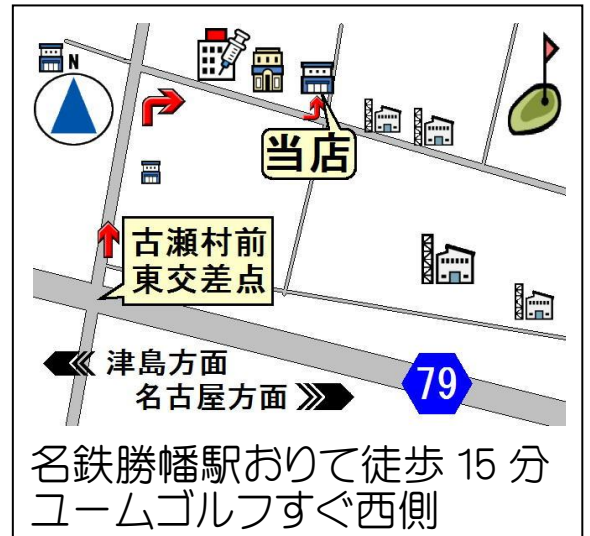 N
当店
古瀬村前
東交差点
津島方面
名古屋方面
79
名鉄勝幡駅おりて徒歩 15 分
ユームゴルフすぐ西側